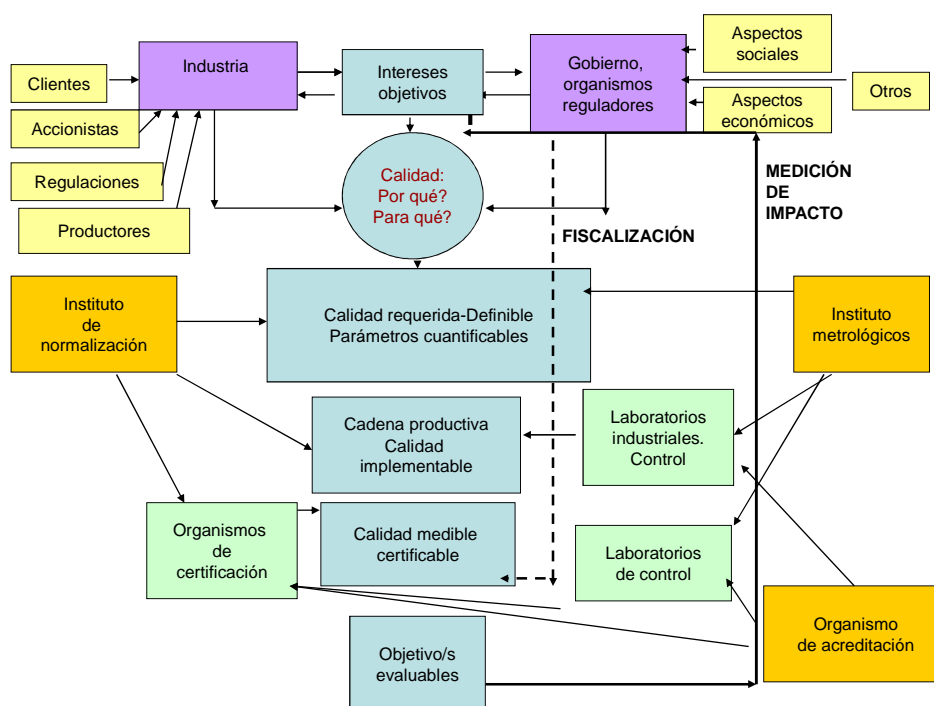 Aspectos
sociales
Industria
Intereses
objetivos
Gobierno,
organismos
reguladores
Clientes
Otros
Accionistas
Aspectos
económicos
Regulaciones
Calidad:
Por qué?
Para qué?
MEDICIÓN
DE
IMPACTO
Productores
FISCALIZACIÓN
Instituto
de
normalización
Calidad requerida-Definible
Parámetros cuantificables
Instituto
metrológicos
Cadena productiva
Calidad
implementable
Laboratorios
industriales.
Control
Organismos
de
certificación
Calidad medible
certificable
Laboratorios
de control
Organismo
de acreditación
Objetivo/s
evaluables